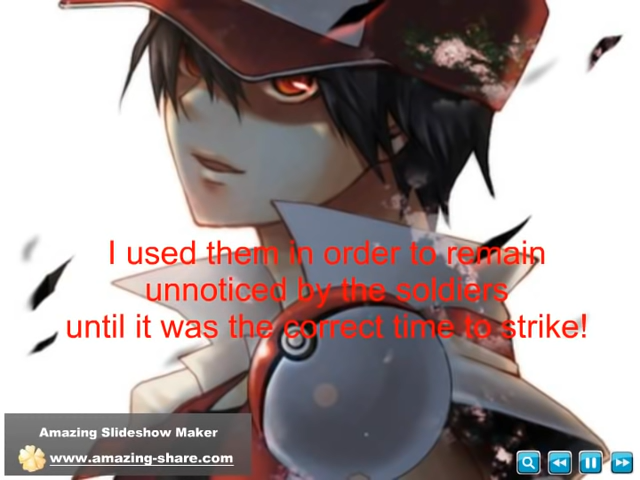 I used them in order to remain
unnoticed by the soldiers
until it was the correct time to strike!
Amazing Slideshow Maker
www.amazing-share.com